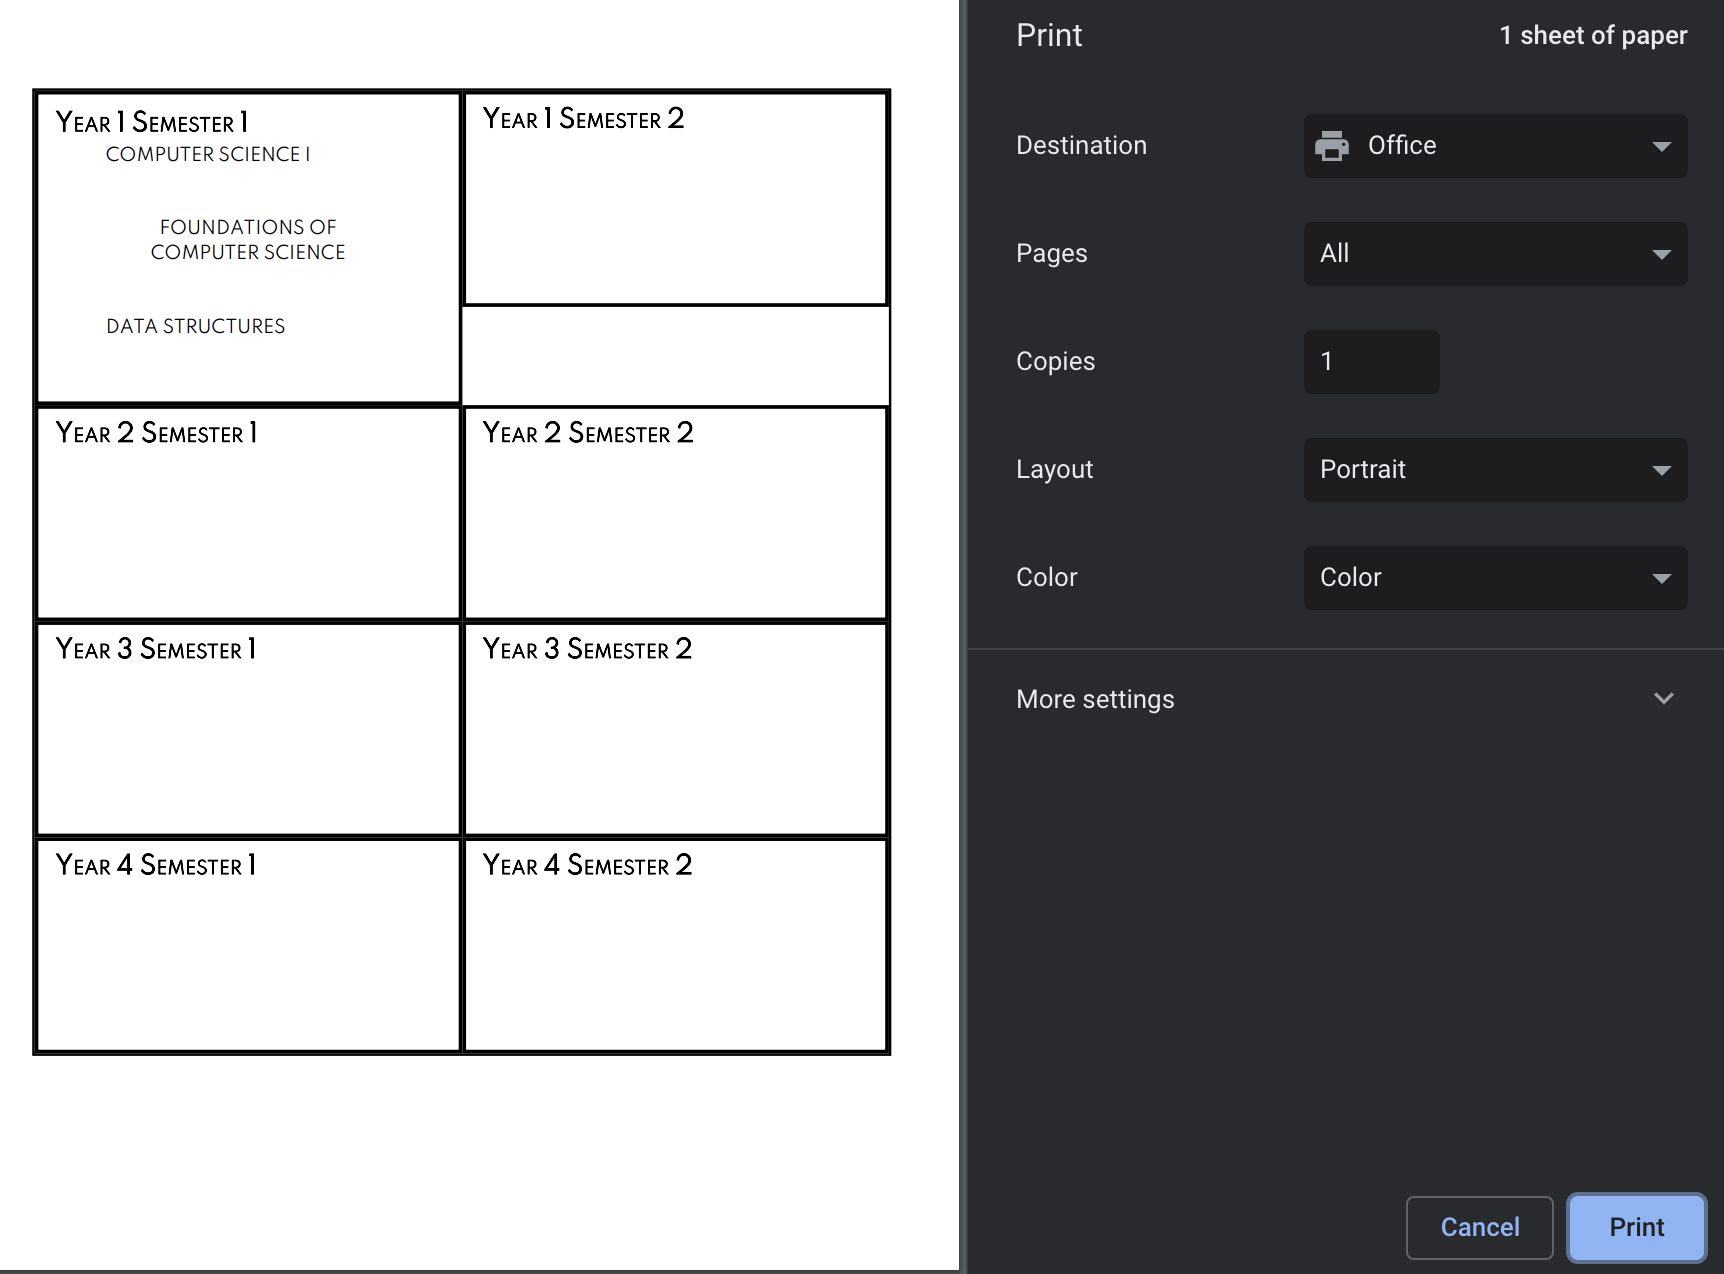 Year 1 Semester 1
COMPUTER SCIENCE I
FOUNDATIONS OF
COMPUTER SCIENCE
DATA STRUCTURES
Year 1 Semester 2
Year 2 Semester 1
Year 2 Semester 2
Year 3 Semester 1
Year 3 Semester 2
Year 4 Semester 1
Year 4 Semester 2
Print
1 sheet of paper
Destination
Office
Pages
All
Copies
1
Layout
Portrait
Color
Color
More settings
Cancel
Print